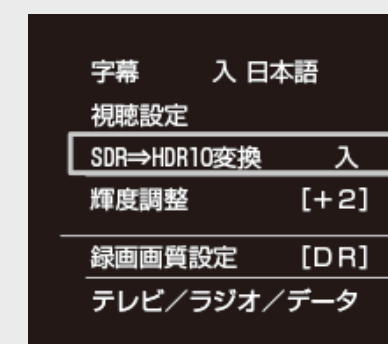 字幕 入 日本語
視聴設定
SDR⇒HDR10変換 入
輝度調整 [+2]
録画画質設定 [DR]
テレビ／ラジオ／データ